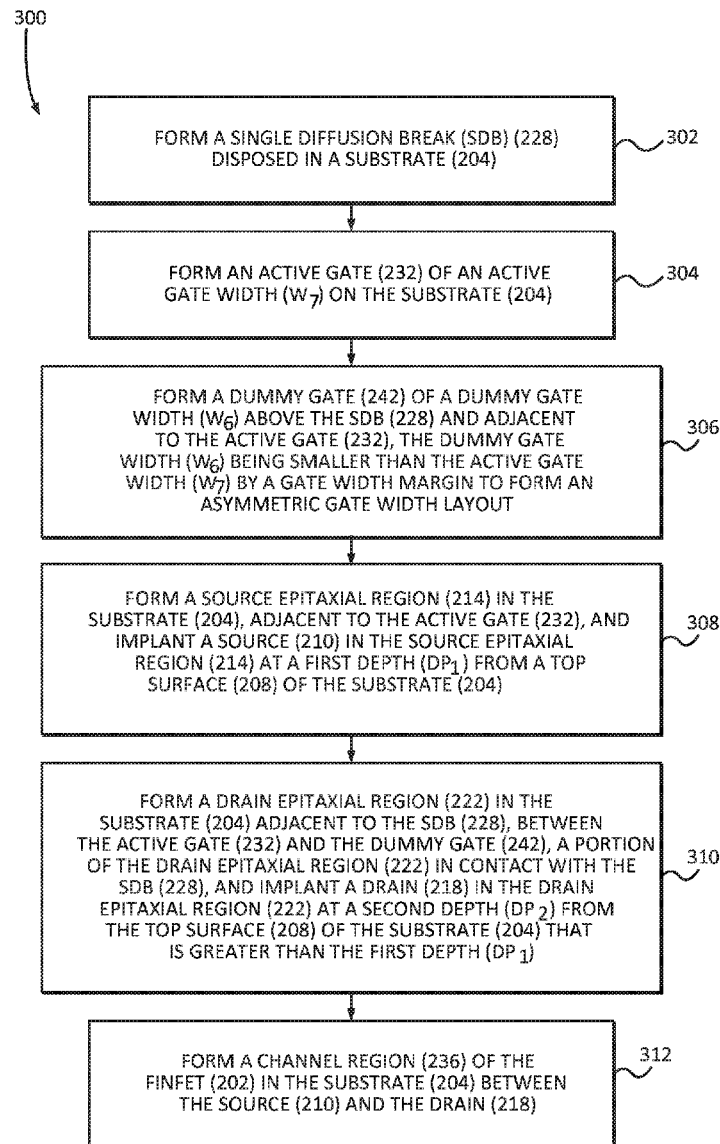 300
FORM A SINGLE DIFFUSION BREAK (SDB) (228)
DISPOSED IN A SUBSTRATE (204)
302
FORM AN ACTIVE GATE (232) OF AN ACTIVE
GATE WIDTH (W7) ON THE SUBSTRATE (204)
304
FORM A DUMMY GATE (242) OF A DUMMY GATE
WIDTH (W6) ABOVE THE SDB (228) AND ADJACENT
TO THE ACTIVE GATE (232), THE DUMMY GATE
WIDTH (W6) BEING SMALLER THAN THE ACTIVE GATE
WIDTH (W7) BY A GATE WIDTH MARGIN TO FORM AN
ASYMMETRIC GATE WIDTH LAYOUT
306
FORM A SOURCE EPITAXIAL REGION (214) IN THE
SUBSTRATE (204), ADJACENT TO THE ACTIVE GATE (232), AND
IMPLANT A SOURCE (210) IN THE SOURCE EPITAXIAL
REGION (214) AT A FIRST DEPTH (DP1) FROM A TOP
SURFACE (208) OF THE SUBSTRATE (204)
308
FORM A DRAIN EPITAXIAL REGION (222) IN THE
SUBSTRATE (204) ADJACENT TO THE SDB (228), BETWEEN
THE ACTIVE GATE (232) AND THE DUMMY GATE (242), A PORTION
OF THE DRAIN EPITAXIAL REGION (222) IN CONTACT WITH THE
SDB (228), AND IMPLANT A DRAIN (218) IN THE DRAIN
EPITAXIAL REGION (222) AT A SECOND DEPTH (DP2) FROM
THE TOP SURFACE (208) OF THE SUBSTRATE (204) THAT
IS GREATER THAN THE FIRST DEPTH (DP1)
310
FORM A CHANNEL REGION (236) OF THE
FINFET (202) IN THE SUBSTRATE (204) BETWEEN
THE SOURCE (210) AND THE DRAIN (218)
312